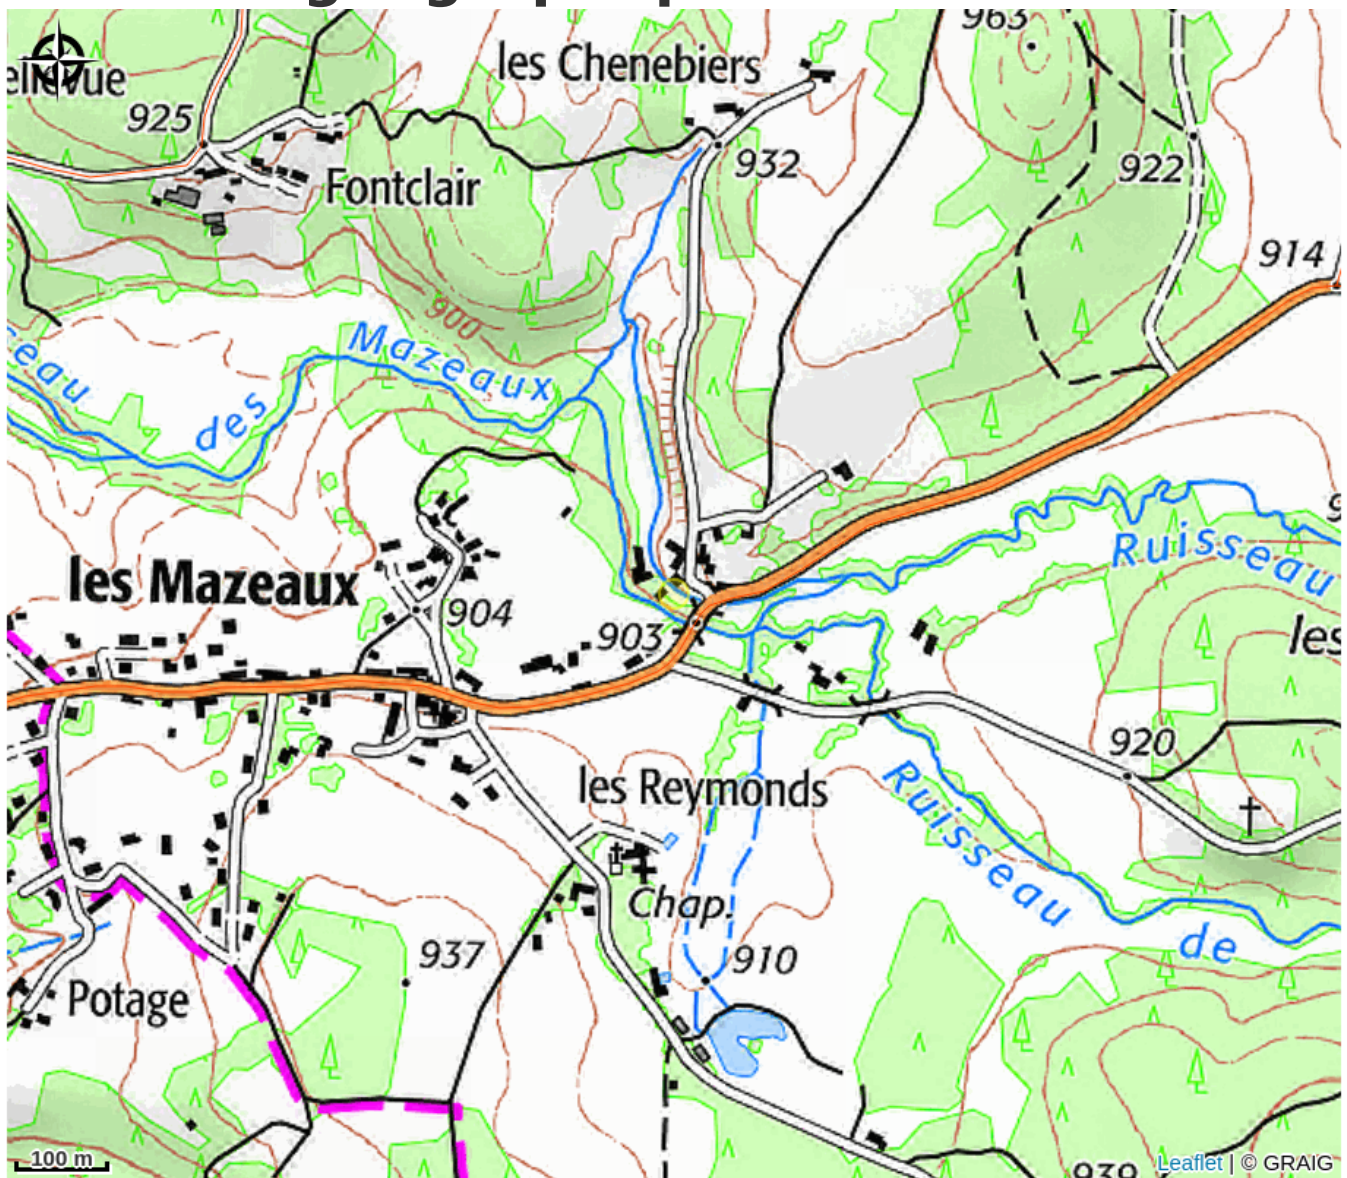 963
les Chenebiers
925
932
922
Fontclair
914
900
Mazeaux
des
Ruisseau
les Mazeaux
904
903
les
920
les Reymonds
Ruisseau
de
Chap.
937
910
Potage
100 m
Leaflet | © GRAIG